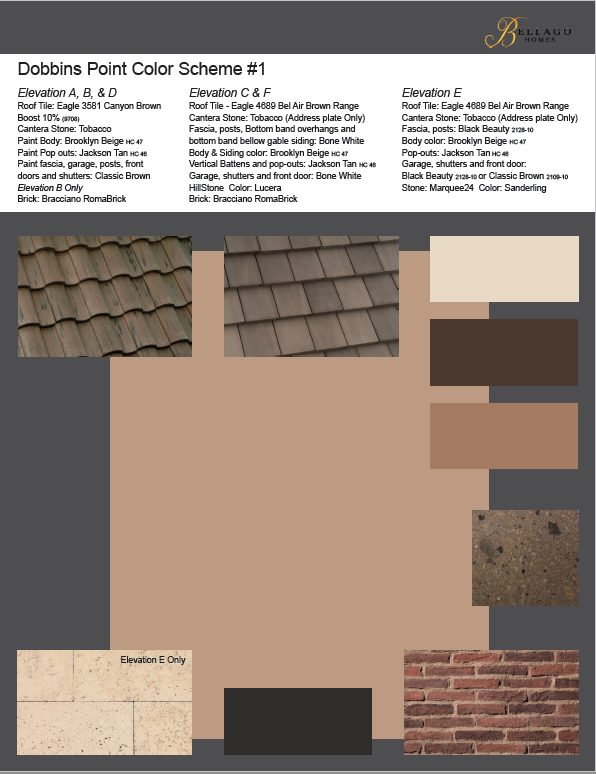 BELLAGO
HOMES
Dobbins Point Color Scheme #1
Elevation A, B, & D
Roof Tile: Eagle 3581 Canyon Brown
Boost 10% (9708)
Cantera Stone: Tobacco
Paint Body: Brooklyn Beige HC 47
Paint Pop outs: Jackson Tan HC 46
Paint fascia, garage, posts, front
doors and shutters: Classic Brown
Elevation B Only
Brick: Bracciano RomaBrick
Elevation C & F
Roof Tile - Eagle 4689 Bel Air Brown Range
Cantera Stone: Tobacco (Address plate Only)
Fascia, posts, Bottom band overhangs and
bottom band bellow gable siding: Bone White
Body & Siding color: Brooklyn Beige HC 47
Vertical Battens and pop-outs: Jackson Tan HC 46
Garage, shutters and front door: Bone White
HillStone  Color: Lucera
Brick: Bracciano RomaBrick
Elevation E
Roof Tile: Eagle 4689 Bel Air Brown Range
Cantera Stone: Tobacco (Address plate Only)
Fascia, posts: Black Beauty 2128-10
Body color: Brooklyn Beige HC 47
Pop-outs: Jackson Tan HC 46
Garage, shutters and front door:
Black Beauty 2128-10 or Classic Brown 2109-10
Stone: Marquee24  Color: Sanderling
Elevation E Only